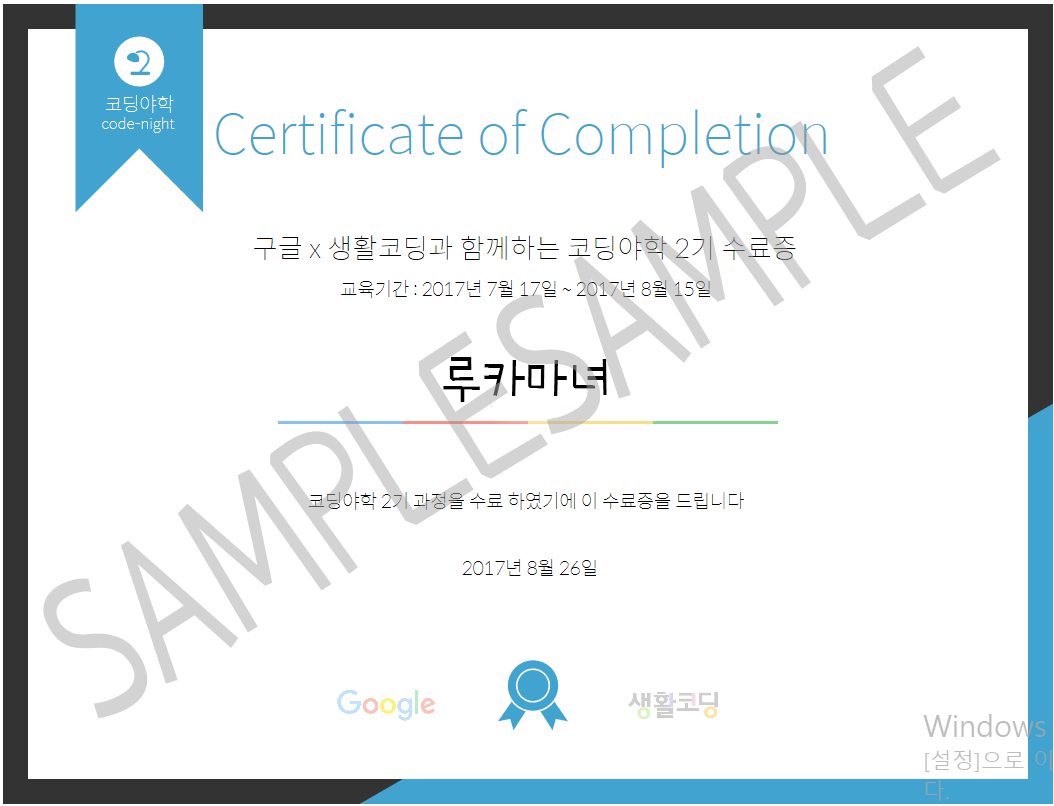 코딩야학
code-night
Certificate of Completion
구글 x 생활코딩과 함께하는 코딩야학 2기 수료증
교육기간 : 2017년 7월 17일 ~ 2017년 8월 15일
루카마녀
코딩야학 2기 과정을 수료 하였기에 이 수료증을 드립니다
2017년 8월 26일
SAMPLESAMPLE
Google
생활코딩
Windows
[설정]으로 이
다.